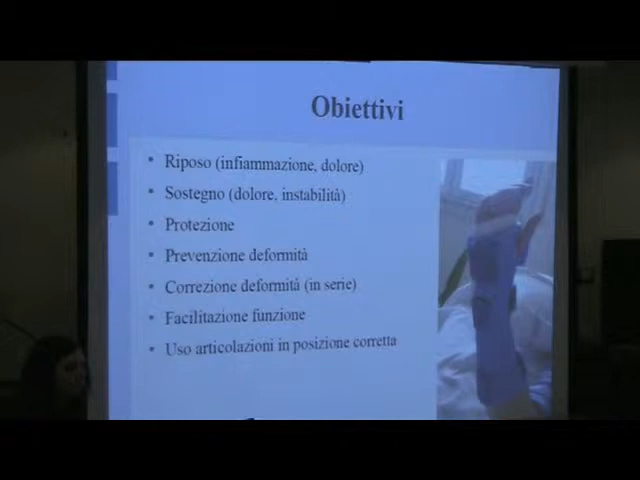 Obiettivi
• Riposo (infiammazione, dolore)
• Sostegno (dolore, instabilità)
• Protezione
• Prevenzione deformità
• Correzione deformità (in serie)
• Facilitazione funzione
• Uso articolazioni in posizione corretta